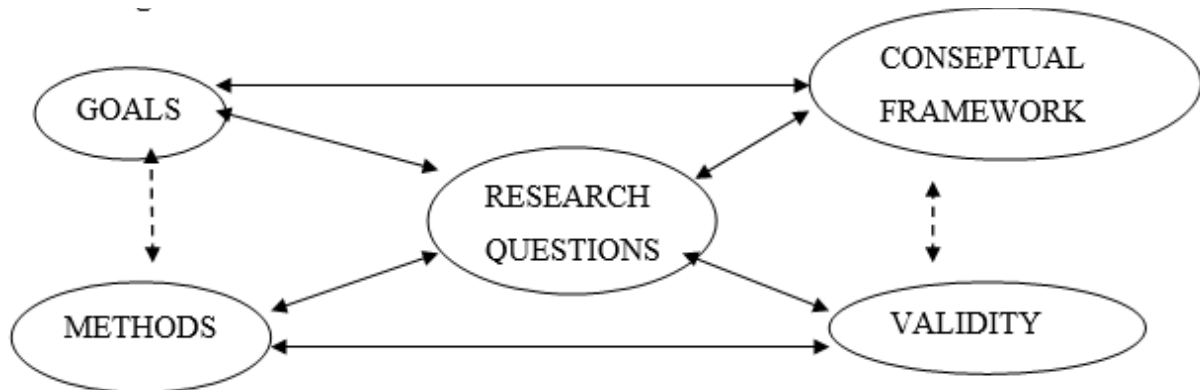 GOALS
CONSEPTUAL
FRAMEWORK
RESEARCH
QUESTIONS
METHODS
VALIDITY